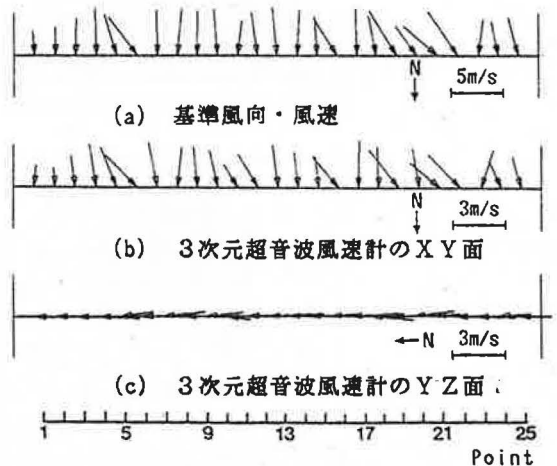 N
5m/s
(a) 基準風向・風速
N
3m/s
(b) 3次元超音波風速計のXY面
←N
3m/s
(c) 3次元超音波風速計のYZ面
1 5 9 13 17 21 25
Point